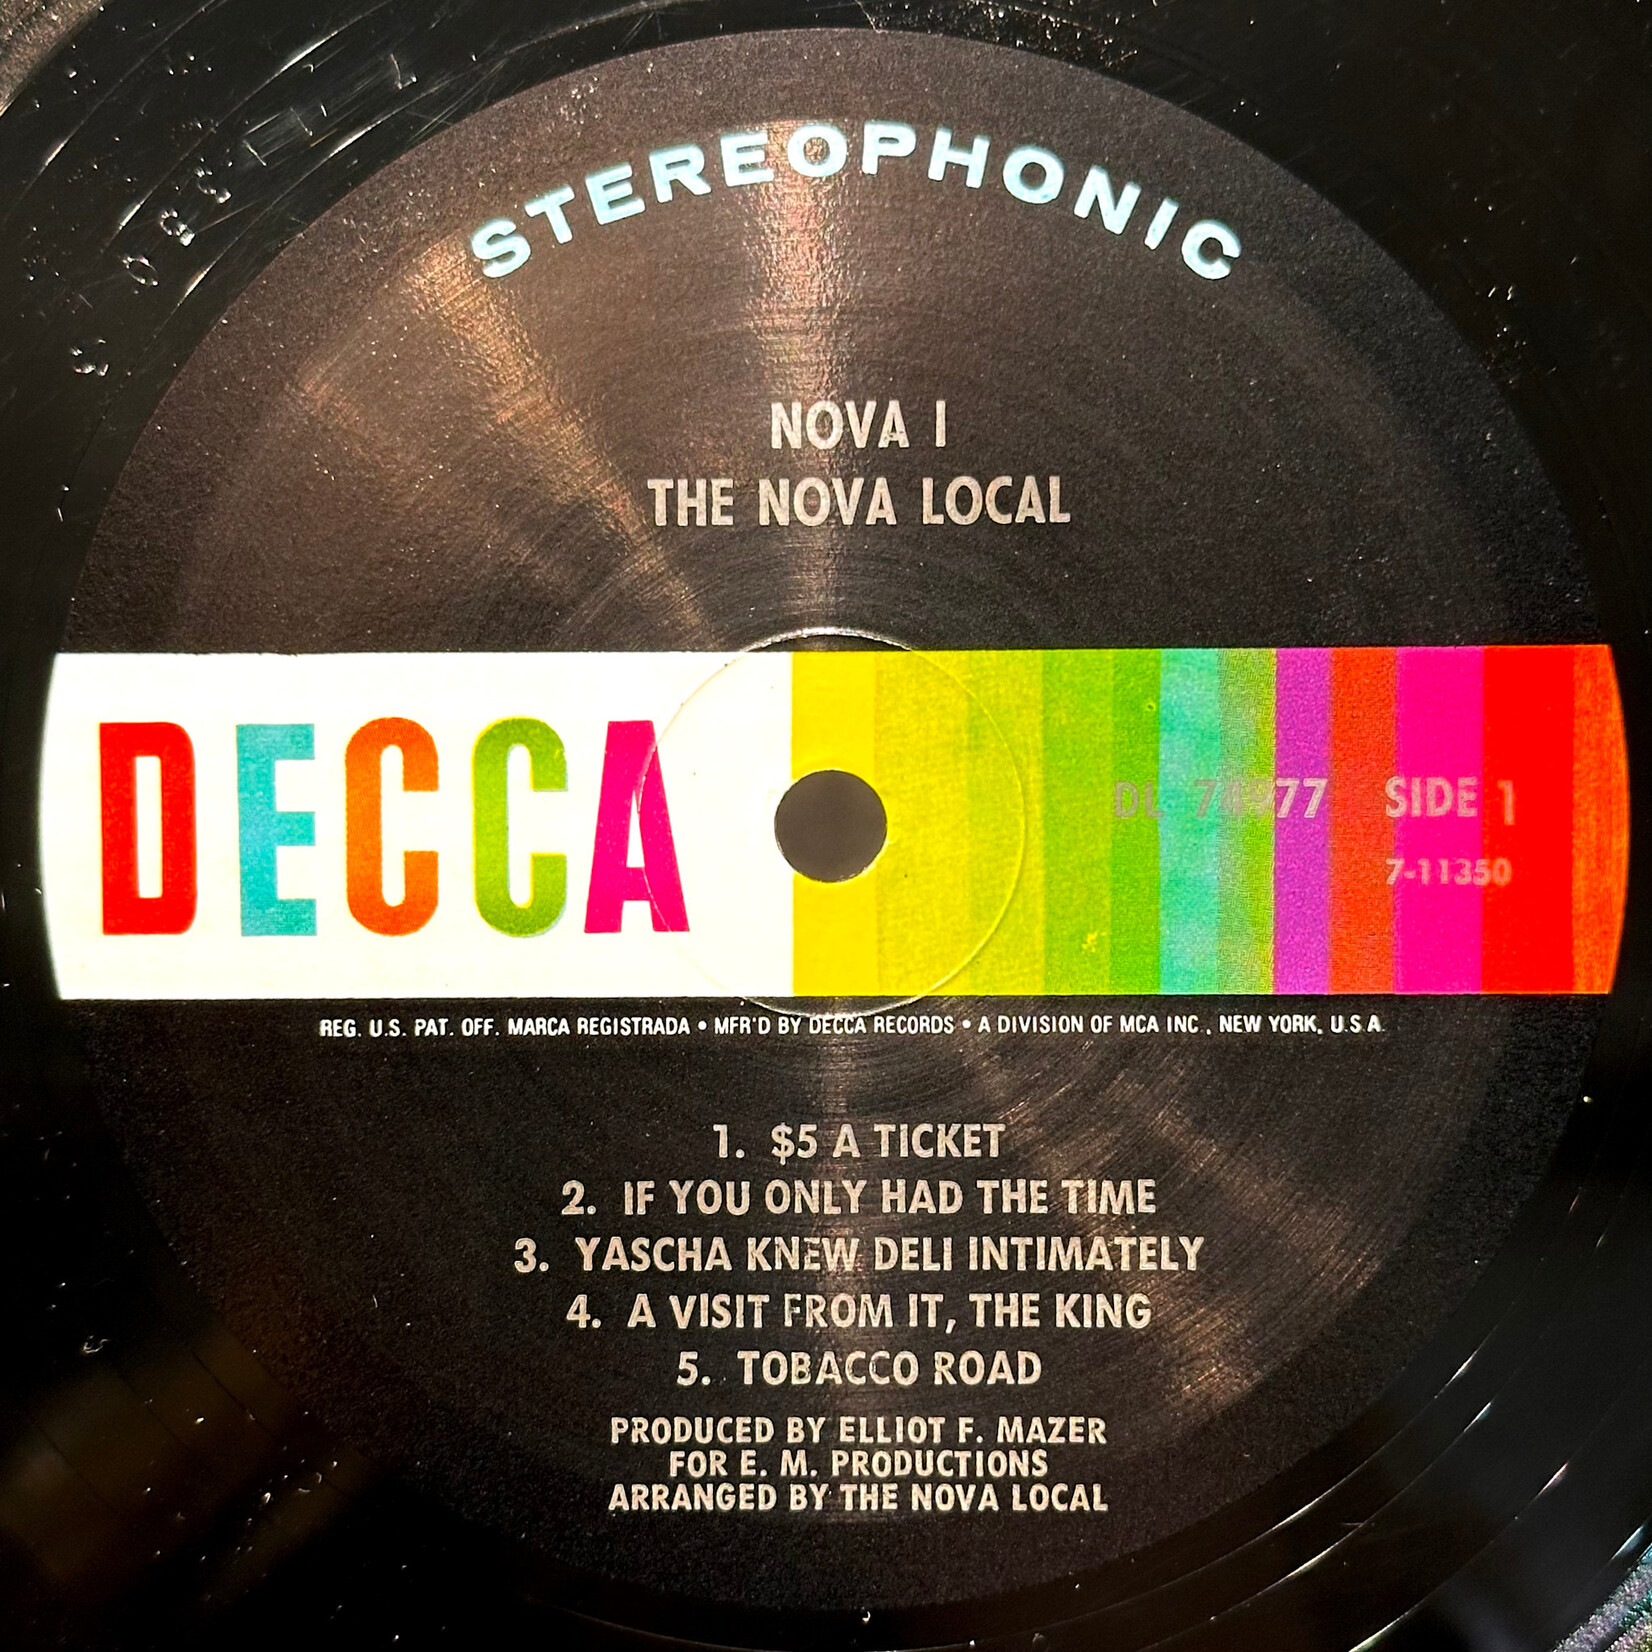 STEREOPHONIC
NOVA I
THE NOVA LOCAL
DECCA
DL 74977 SIDE 1
7-11350
REG. U.S. PAT. OFF. MARCA REGISTRADA • MFR'D BY DECCA RECORDS • A DIVISION OF MCA INC., NEW YORK, U.S.A.
1. $5 A TICKET
2. IF YOU ONLY HAD THE TIME
3. YASCHA KNEW DELI INTIMATELY
4. A VISIT FROM IT, THE KING
5. TOBACCO ROAD
PRODUCED BY ELLIOT F. MAZER
FOR E. M. PRODUCTIONS
ARRANGED BY THE NOVA LOCAL